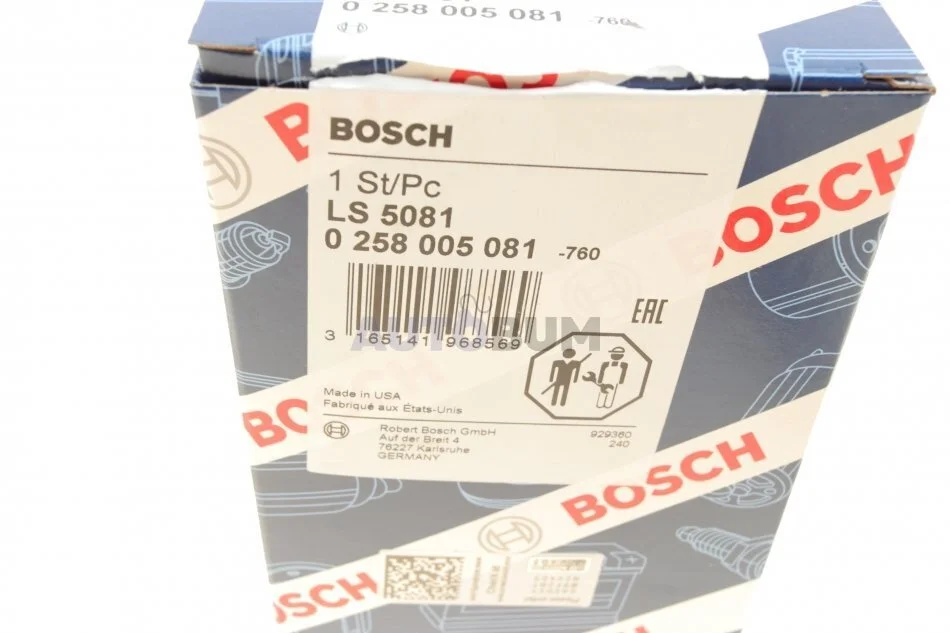 0 258 005 081 -760
BOSCH
1 St/Pc
LS 5081
0 258 005 081 -760
EAC
3 165141 968569
AUTOBUM
Made in USA
Fabriqué aux États-Unis
Robert Bosch GmbH
Auf der Breit 4
76227 Karlsruhe
GERMANY
929360
240
BOSCH
BOSCH
BOSCH